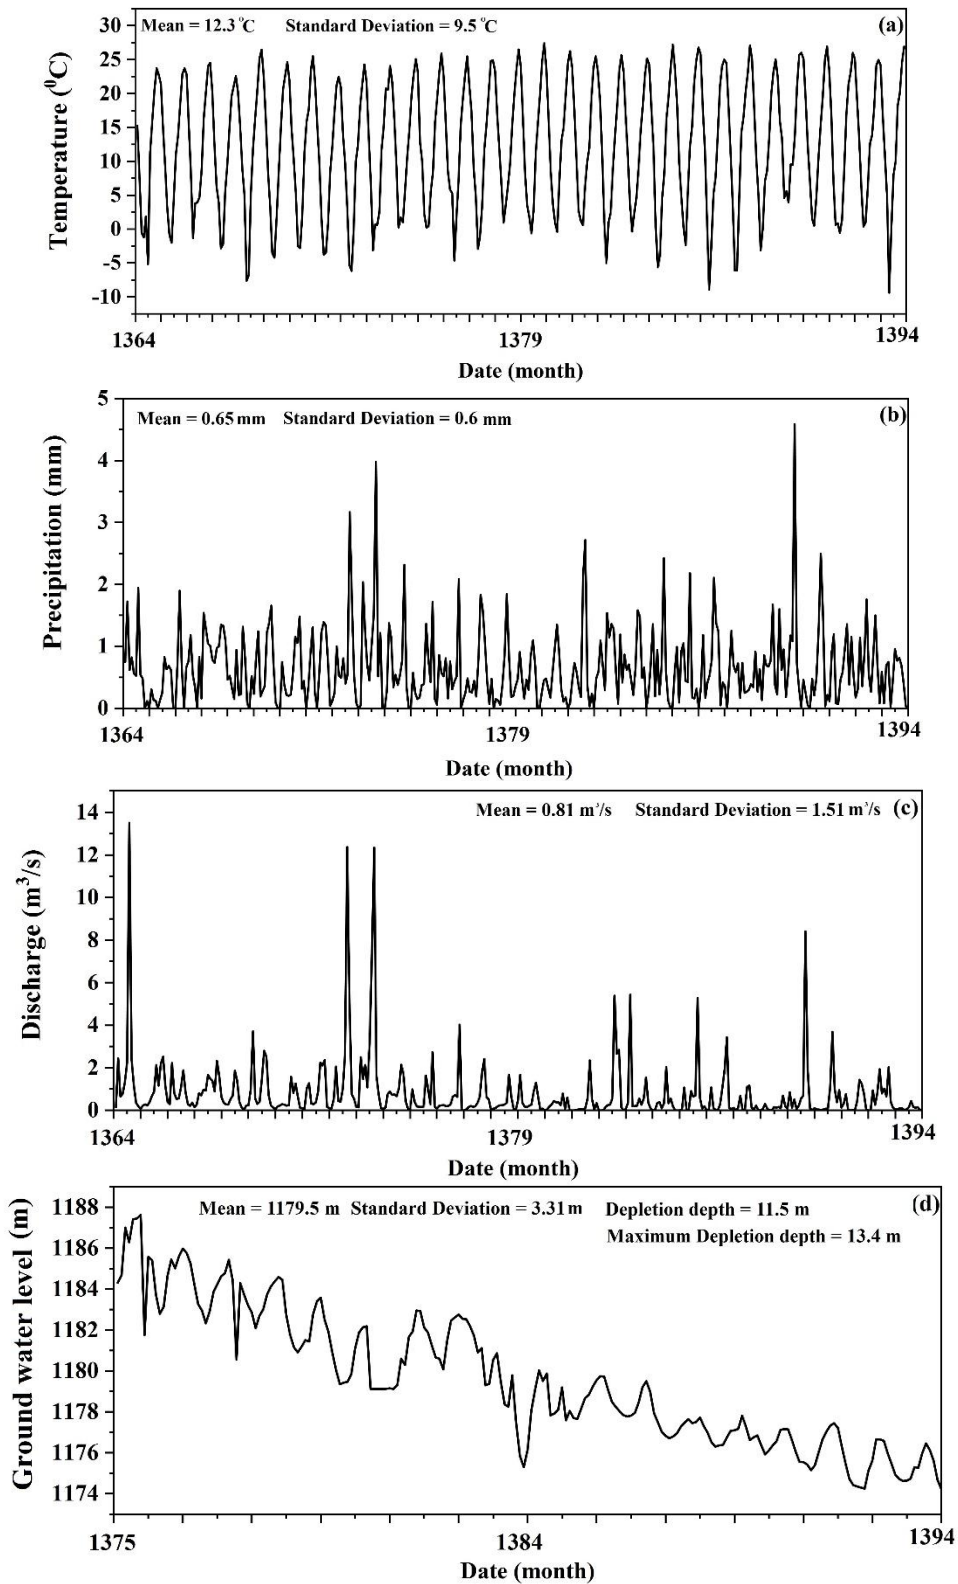 Mean = 12.3 °C Standard Deviation = 9.5 °C (a)
30
25
20
15
10
5
0
-5
-10
Temperature (⁰C)
1364 1379 1394
Date (month)
Mean = 0.65 mm Standard Deviation = 0.6 mm (b)
5
4
3
2
1
0
Precipitation (mm)
1364 1379 1394
Date (month)
Mean = 0.81 m³/s Standard Deviation = 1.51 m³/s (c)
14
12
10
8
6
4
2
0
Discharge (m³/s)
1364 1379 1394
Date (month)
Mean = 1179.5 m Standard Deviation = 3.31 m Depletion depth = 11.5 m (d)
Maximum Depletion depth = 13.4 m
1188
1186
1184
1182
1180
1178
1176
1174
Ground water level (m)
1375 1384 1394
Date (month)